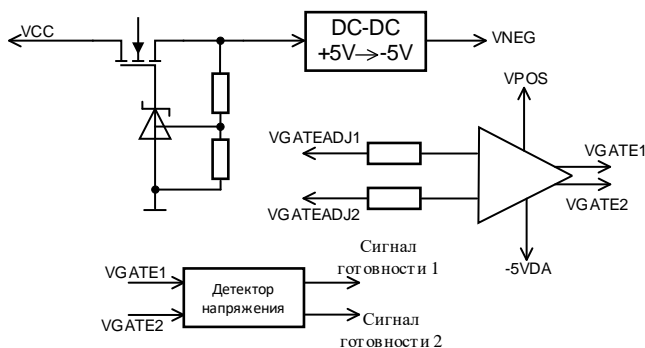 VCC
DC-DC
+5V→-5V
VNEG
VPOS
VGATEADJ1
VGATE1
VGATEADJ2
VGATE2
-5VDA
Сигнал
готовности 1
VGATE1
Детектор
напряжения
VGATE2
Сигнал
готовности 2